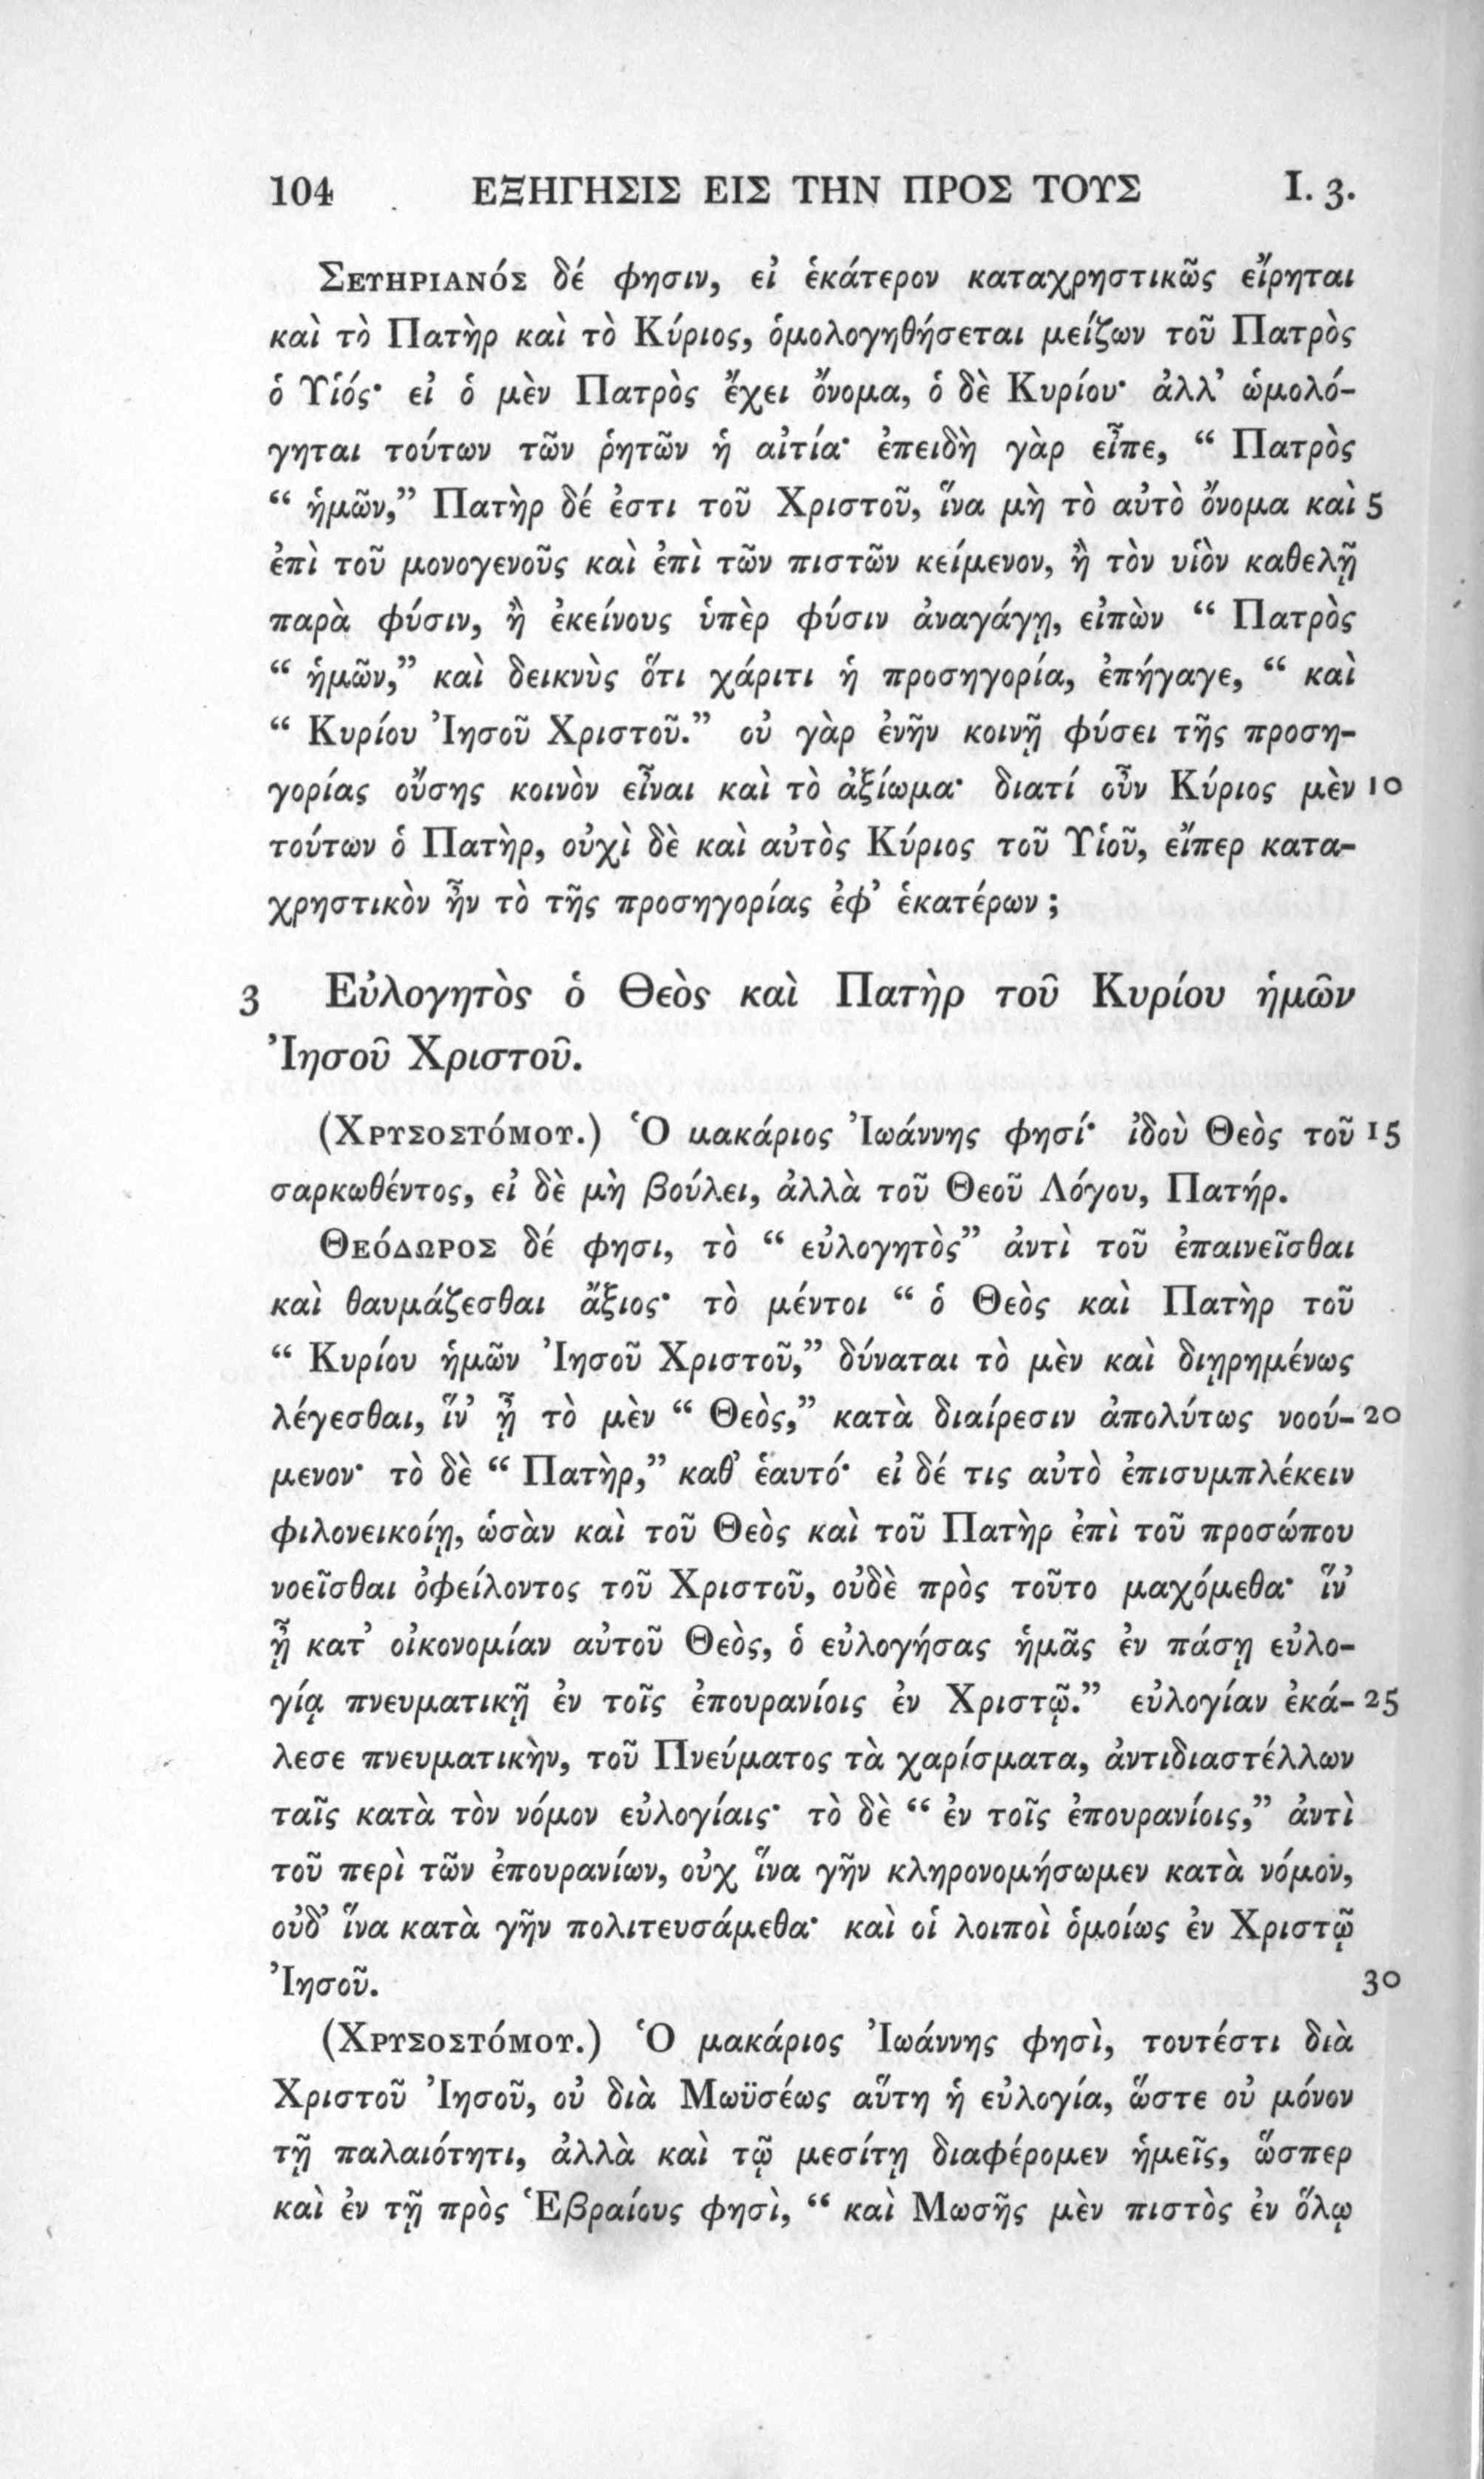 104 ΕΞΗΓΗΣΙΣ ΕΙΣ ΤΗΝ ΠΡΟΣ ΤΟΥΣ I. 3.
ΣΕΥΗΡΙΑΝΌΣ δέ φησιν, εἰ ἑκάτερον καταχρηστικῶς εἴρηται
καὶ τὸ Πατὴρ καὶ τὸ Κύριος, ὁμολογηθήσεται μείζων τοῦ Πατρὸς
ὁ Υἱός· εἰ ὁ μὲν Πατρὸς ἔχει ὄνομα, ὁ δὲ Κυρίου· ἀλλ’ ὡμολό-
γηται τούτων τῶν ῥητῶν ἡ αἰτία· ἐπειδὴ γὰρ εἶπε, “ Πατρὸς
“ ἡμῶν,” Πατὴρ δέ ἐστι τοῦ Χριστοῦ, ἵνα μὴ τὸ αὐτὸ ὄνομα καὶ 5
ἐπὶ τοῦ μονογενοῦς καὶ ἐπὶ τῶν πιστῶν κείμενον, ἢ τὸν υἱὸν καθελῇ
παρὰ φύσιν, ἢ ἐκείνους ὑπὲρ φύσιν ἀναγάγῃ, εἰπὼν “ Πατρὸς
“ ἡμῶν,” καὶ δεικνὺς ὅτι χάριτι ἡ προσηγορία, ἐπήγαγε, “ καὶ
“ Κυρίου Ἰησοῦ Χριστοῦ.” οὐ γὰρ ἐνῆν κοινῇ φύσει τῆς προση-
γορίας οὔσης κοινὸν εἶναι καὶ τὸ ἀξίωμα· διατί οὖν Κύριος μὲν 10
τούτων ὁ Πατὴρ, οὐχὶ δὲ καὶ αὐτὸς Κύριος τοῦ Υἱοῦ, εἴπερ κατα-
χρηστικὸν ἦν τὸ τῆς προσηγορίας ἐφ’ ἑκατέρων ;
3 Εὐλογητὸς ὁ Θεὸς καὶ Πατὴρ τοῦ Κυρίου ἡμῶν
Ἰησοῦ Χριστοῦ.
(ΧΡΥΣΟΣΤΌΜΟΥ.) Ὁ μακάριος Ἰωάννης φησί· ἰδοὺ Θεὸς τοῦ 15
σαρκωθέντος, εἰ δὲ μὴ βούλει, ἀλλὰ τοῦ Θεοῦ Λόγου, Πατήρ.
ΘΕΌΔΩΡΟΣ δέ φησι, τὸ “ εὐλογητὸς” ἀντὶ τοῦ ἐπαινεῖσθαι
καὶ θαυμάζεσθαι ἄξιος· τὸ μέντοι “ ὁ Θεὸς καὶ Πατὴρ τοῦ
“ Κυρίου ἡμῶν Ἰησοῦ Χριστοῦ,” δύναται τὸ μὲν καὶ διῃρημένως
λέγεσθαι, ἵν’ ᾖ τὸ μὲν “ Θεὸς,” κατὰ διαίρεσιν ἀπολύτως νοού- 20
μενον· τὸ δὲ “ Πατὴρ,” καθ’ ἑαυτό· εἰ δέ τις αὐτὸ ἐπισυμπλέκειν
φιλονεικοίῃ, ὡσὰν καὶ τοῦ Θεὸς καὶ τοῦ Πατὴρ ἐπὶ τοῦ προσώπου
νοεῖσθαι ὀφείλοντος τοῦ Χριστοῦ, οὐδὲ πρὸς τοῦτο μαχόμεθα· ἵν’
ᾖ κατ’ οἰκονομίαν αὐτοῦ Θεὸς, ὁ εὐλογήσας ἡμᾶς ἐν πάσῃ εὐλο-
γίᾳ πνευματικῇ ἐν τοῖς ἐπουρανίοις ἐν Χριστῷ.” εὐλογίαν ἐκά- 25
λεσε πνευματικὴν, τοῦ Πνεύματος τὰ χαρίσματα, ἀντιδιαστέλλων
ταῖς κατὰ τὸν νόμον εὐλογίαις· τὸ δὲ “ ἐν τοῖς ἐπουρανίοις,” ἀντὶ
τοῦ περὶ τῶν ἐπουρανίων, οὐχ ἵνα γῆν κληρονομήσωμεν κατὰ νόμον,
οὐδ’ ἵνα κατὰ γῆν πολιτευσάμεθα· καὶ οἱ λοιποὶ ὁμοίως ἐν Χριστῷ
Ἰησοῦ. 30
(ΧΡΥΣΟΣΤΌΜΟΥ.) Ὁ μακάριος Ἰωάννης φησὶ, τουτέστι διὰ
Χριστοῦ Ἰησοῦ, οὐ διὰ Μωϋσέως αὕτη ἡ εὐλογία, ὥστε οὐ μόνον
τῇ παλαιότητι, ἀλλὰ καὶ τῷ μεσίτῃ διαφέρομεν ἡμεῖς, ὥσπερ
καὶ ἐν τῇ πρὸς Ἑβραίους φησὶ, “ καὶ Μωσῆς μὲν πιστὸς ἐν ὅλῳ